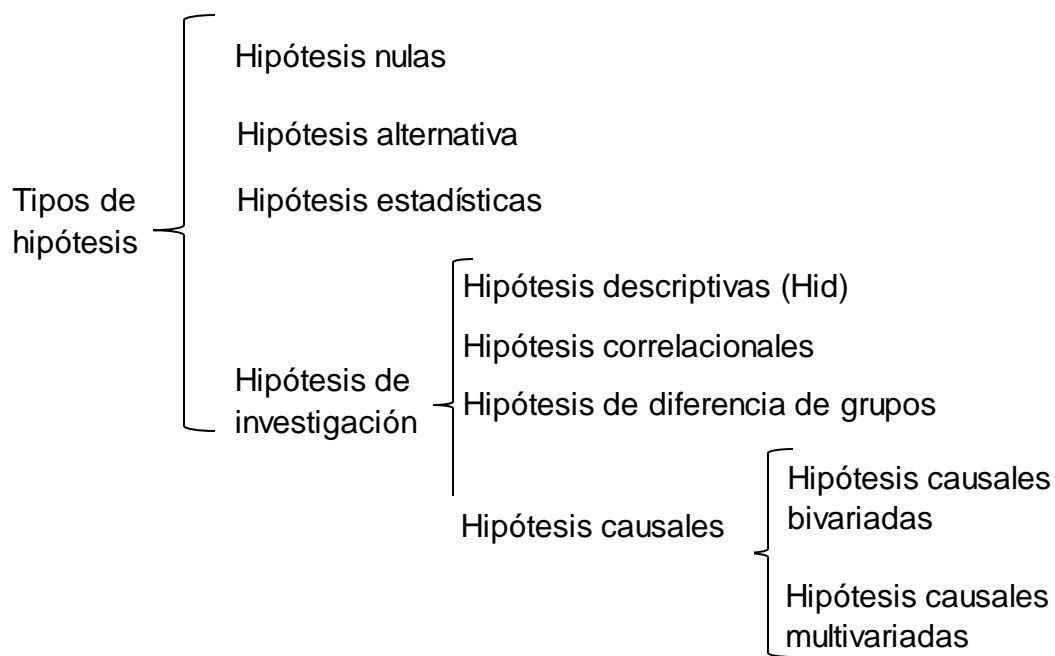 Hipótesis nulas
Hipótesis alternativa
Tipos de
hipótesis
Hipótesis estadísticas
Hipótesis descriptivas (Hid)
Hipótesis correlacionales
Hipótesis de
investigación
Hipótesis de diferencia de grupos
Hipótesis causales
Hipótesis causales
bivariadas
Hipótesis causales
multivariadas